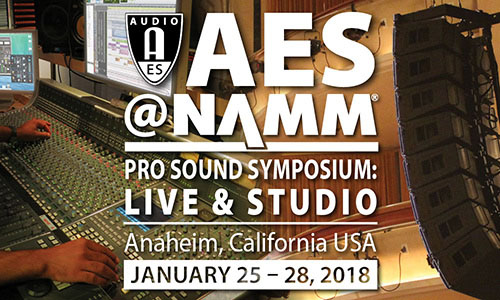 AUDIO
A
ES
AES
@NAMM®
PRO SOUND SYMPOSIUM:
LIVE & STUDIO
Anaheim, California USA
JANUARY 25 – 28, 2018